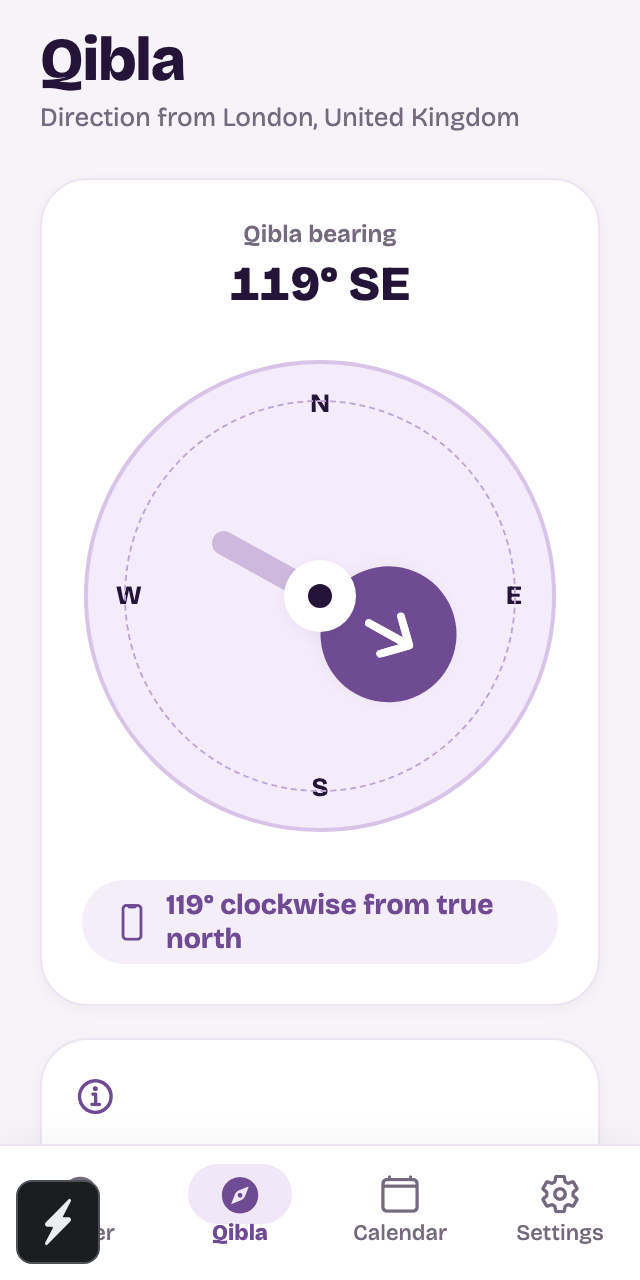 Qibla
Direction from London, United Kingdom
Qibla bearing
119° SE
N
W
E
S
119° clockwise from true
north
Qibla
Calendar
Settings